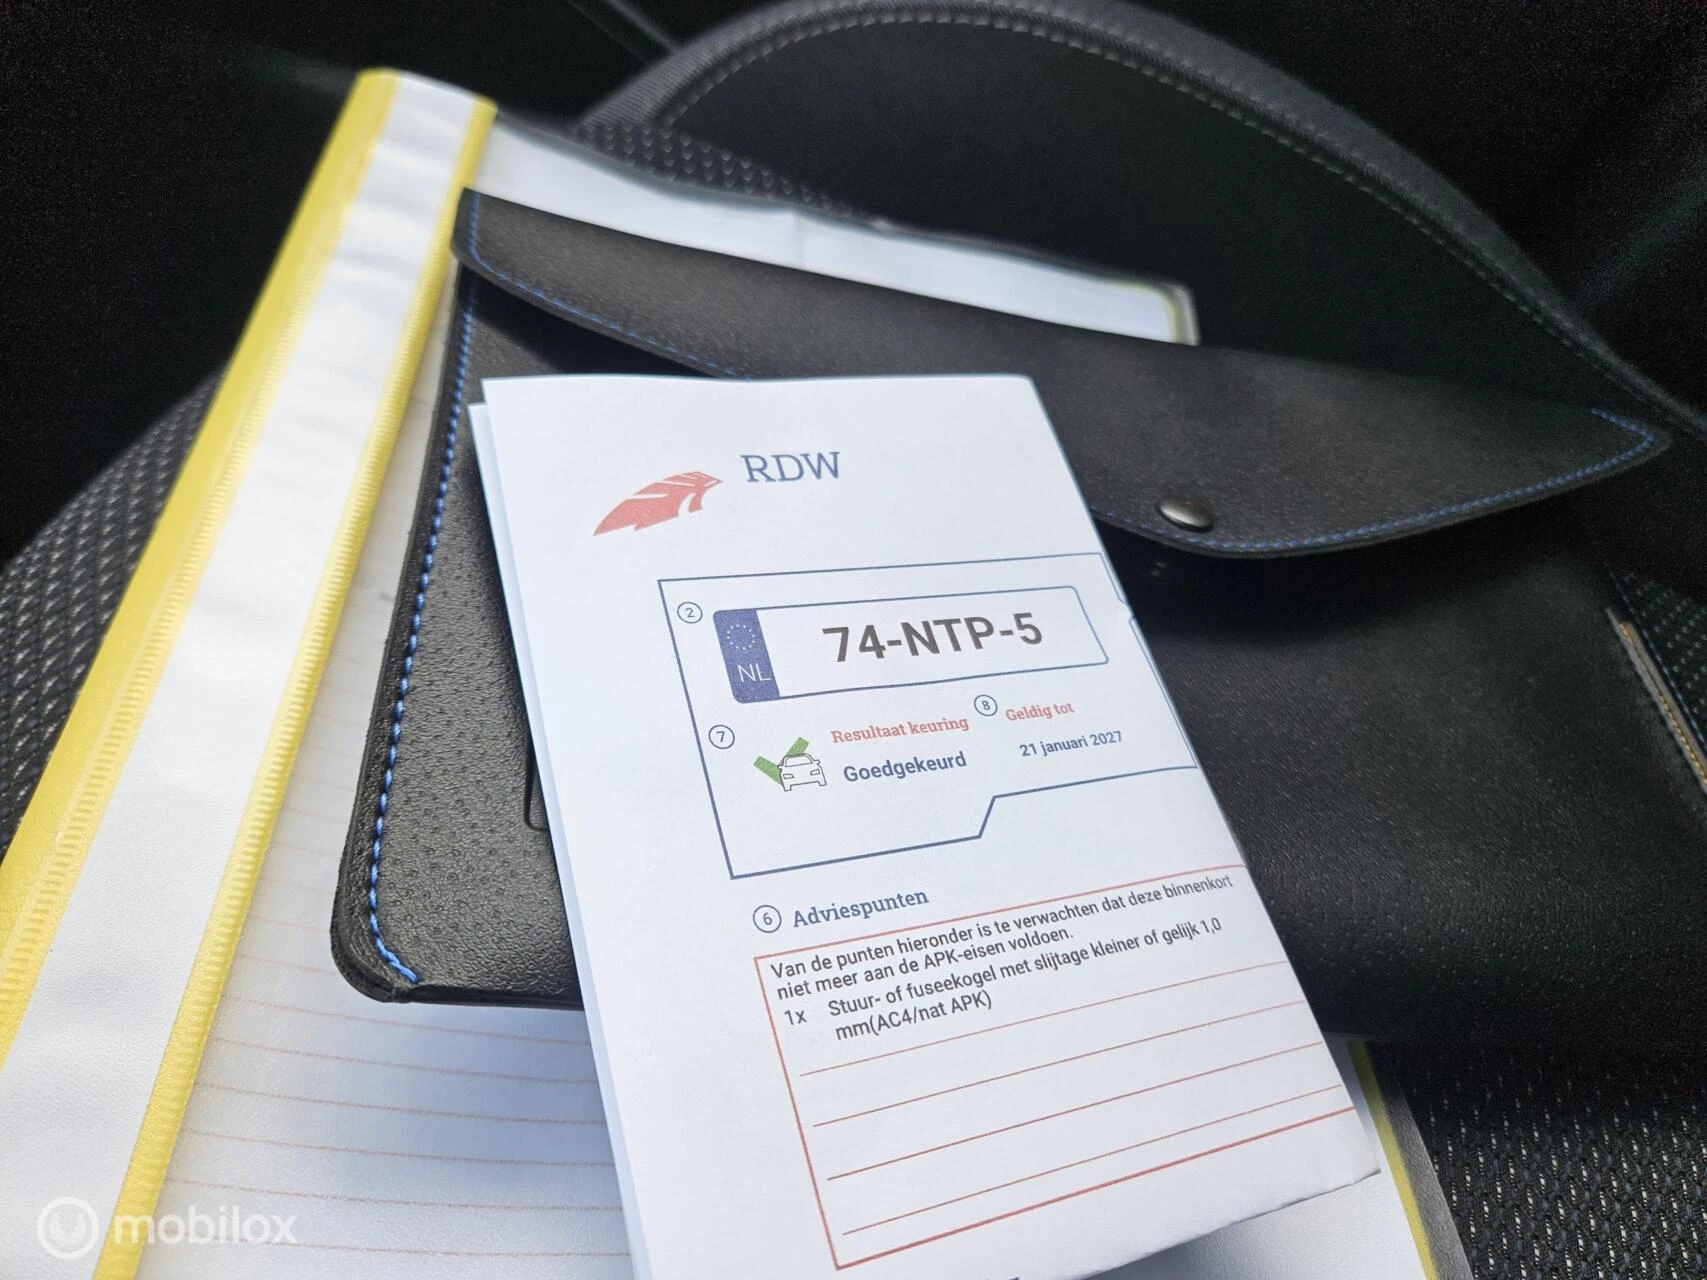 RDW
2
NL
74-NTP-5
7
Resultaat keuring
Goedgekeurd
8
Geldig tot
21 januari 2027
6 Adviespunten
Van de punten hieronder is te verwachten dat deze binnenkort
niet meer aan de APK-eisen voldoen.
1x Stuur- of fuseekogel met slijtage kleiner of gelijk 1,0
mm(AC4/nat APK)
mobilox